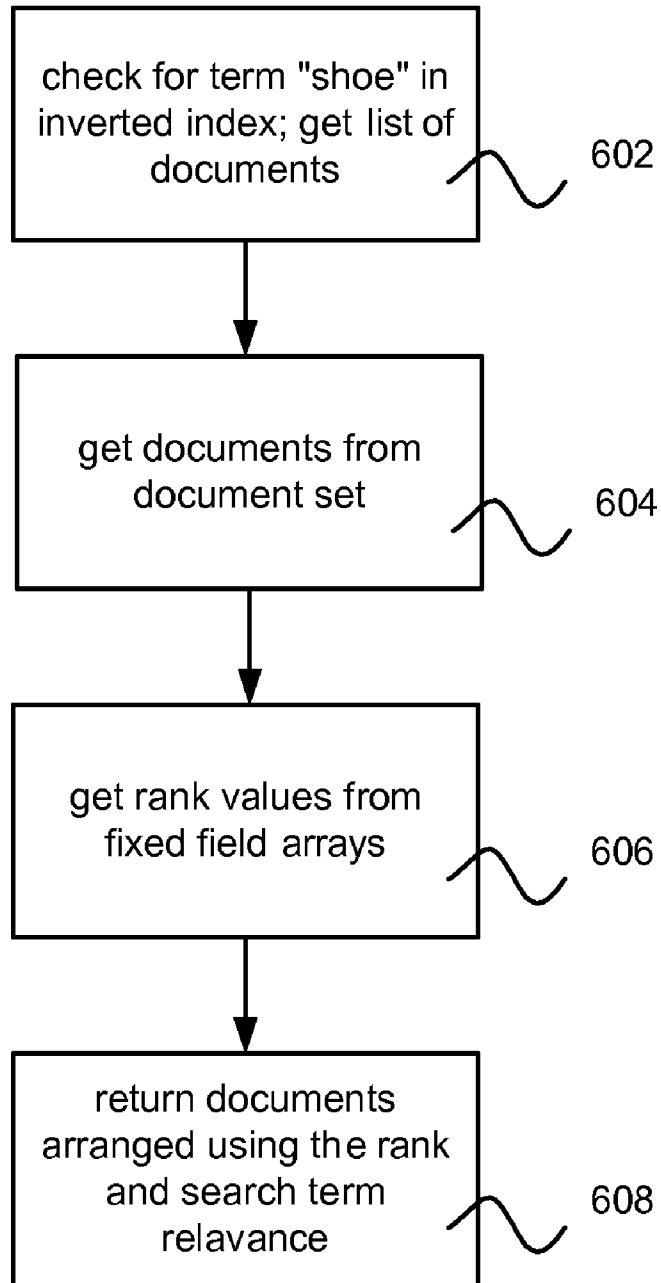 check for term "shoe" in
inverted index; get list of
documents
602
get documents from
document set
604
get rank values from
fixed field arrays
606
return documents
arranged using the rank
and search term
relavance
608